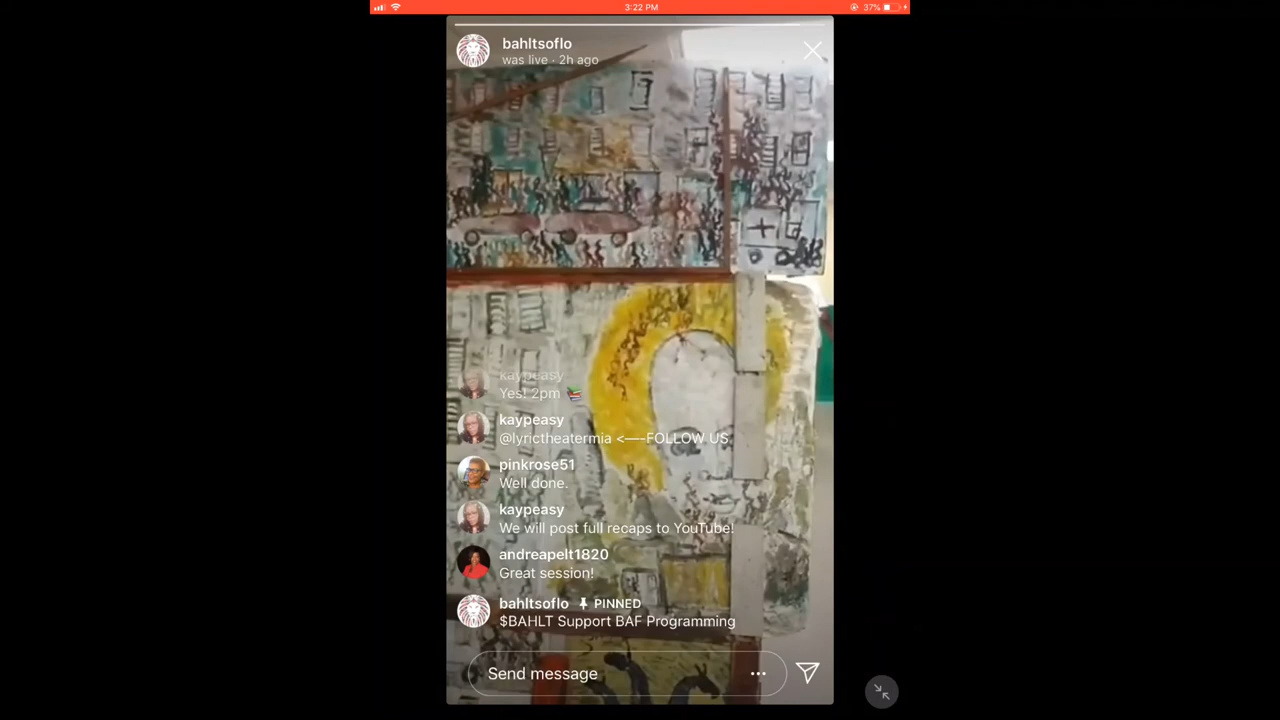 3:22 PM
37%
bahltsoflo
was live · 2h ago
kaypeasy
Yes! 2pm
kaypeasy
@lyrictheatermia <—-FOLLOW US
pinkrose51
Well done.
kaypeasy
We will post full recaps to YouTube!
andreapelt1820
Great session!
bahltsoflo PINNED
$BAHLT Support BAF Programming
Send message